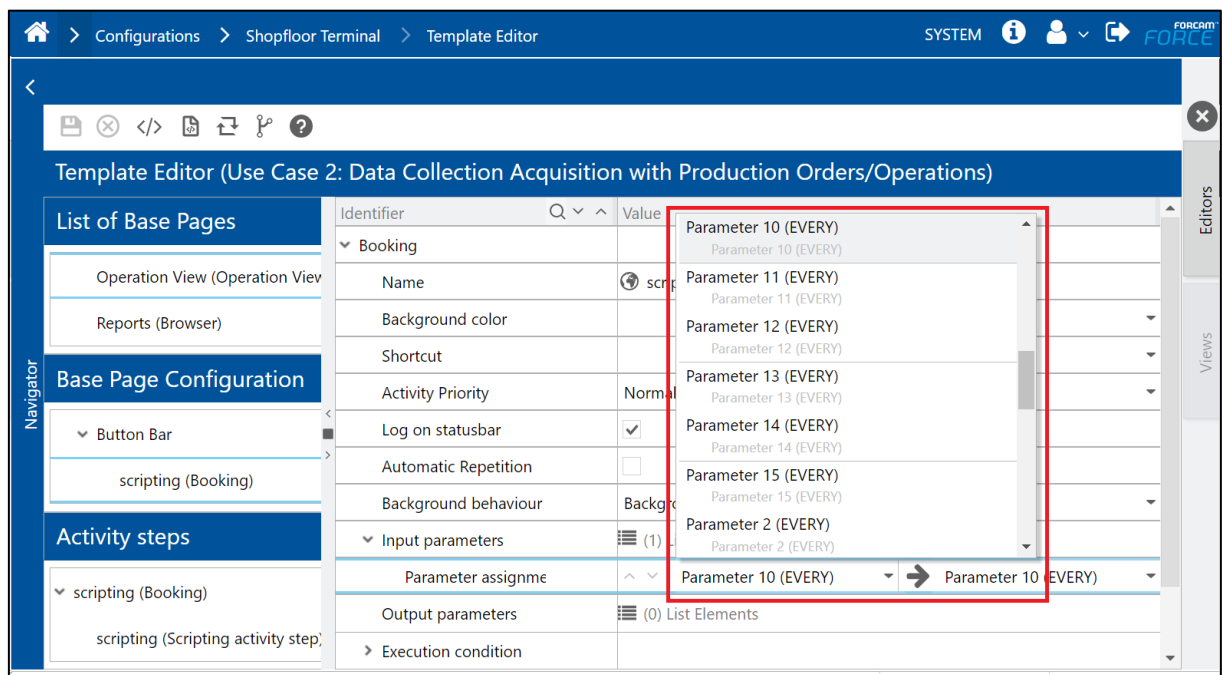 Configurations Shopfloor Terminal Template Editor SYSTEM FORCAM FORCE
Template Editor (Use Case 2: Data Collection Acquisition with Production Orders/Operations)
Navigator
List of Base Pages
Operation View (Operation View
Reports (Browser)
Base Page Configuration
Button Bar
scripting (Booking)
Activity steps
scripting (Booking)
scripting (Scripting activity step)
Identifier Value
Booking
Name scrip
Background color
Shortcut
Activity Priority Normal
Log on statusbar
Automatic Repetition
Background behaviour Backgro
Input parameters (1) Li
Parameter assignme Parameter 10 (EVERY) Parameter 10 (EVERY)
Output parameters (0) List Elements
Execution condition
Parameter 10 (EVERY)
Parameter 10 (EVERY)
Parameter 11 (EVERY)
Parameter 11 (EVERY)
Parameter 12 (EVERY)
Parameter 12 (EVERY)
Parameter 13 (EVERY)
Parameter 13 (EVERY)
Parameter 14 (EVERY)
Parameter 14 (EVERY)
Parameter 15 (EVERY)
Parameter 15 (EVERY)
Parameter 2 (EVERY)
Parameter 2 (EVERY)
Editors
Views